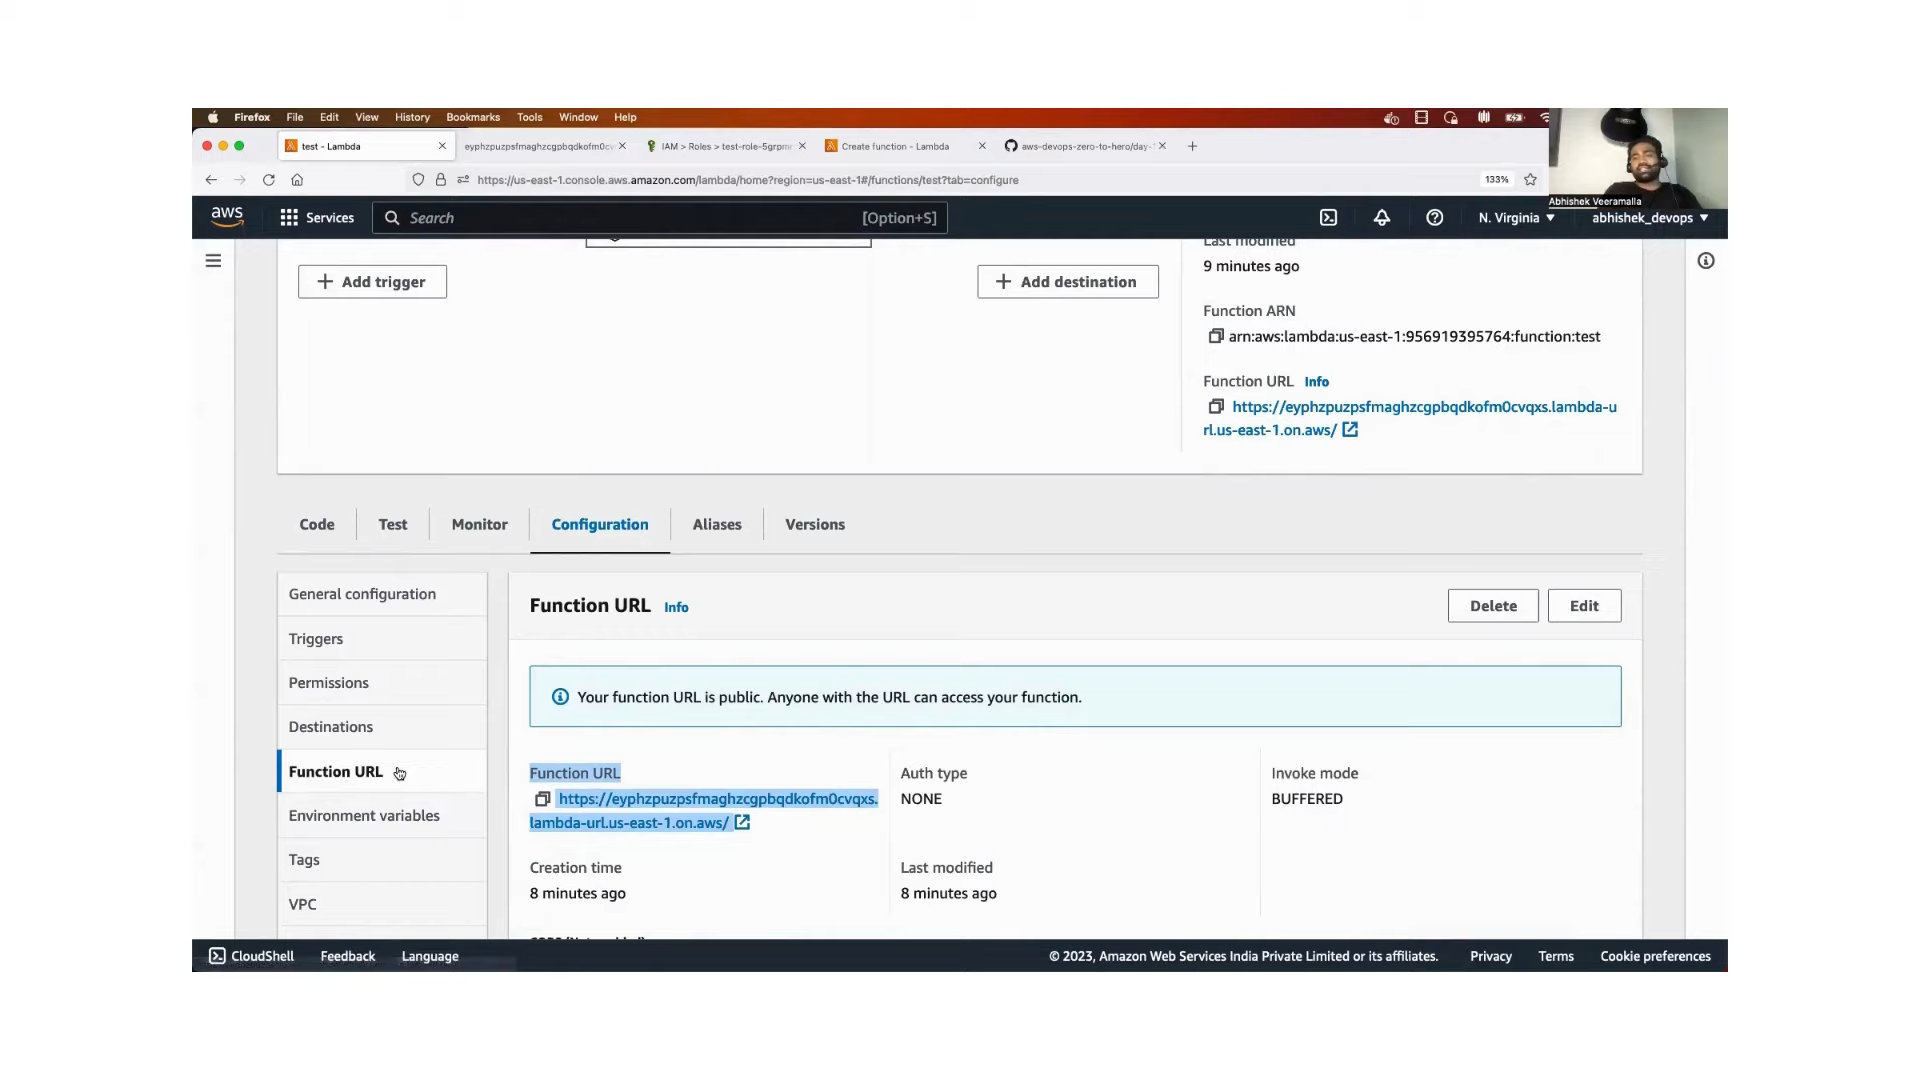 Firefox File Edit View History Bookmarks Tools Window Help
test - Lambda
eyphzpuzpsfmaghzcgpbqdkofm0cv
IAM > Roles > test-role-5grpm
Create function - Lambda
aws-devops-zero-to-hero/day-
https://us-east-1.console.aws.amazon.com/lambda/home?region=us-east-1#/functions/test?tab=configure
133%
Abhishek Veeramalla
aws Services Search [Option+S] N. Virginia abhishek_devops
Last modified
9 minutes ago
Add trigger
Add destination
Function ARN
arn:aws:lambda:us-east-1:956919395764:function:test
Function URL Info
https://eyphzpuzpsfmaghzcgpbqdkofm0cvqxs.lambda-u
rl.us-east-1.on.aws/
Code Test Monitor Configuration Aliases Versions
General configuration
Triggers
Permissions
Destinations
Function URL
Environment variables
Tags
VPC
Function URL Info
Delete Edit
Your function URL is public. Anyone with the URL can access your function.
Function URL
https://eyphzpuzpsfmaghzcgpbqdkofm0cvqxs.
lambda-url.us-east-1.on.aws/
Auth type
NONE
Invoke mode
BUFFERED
Creation time
8 minutes ago
Last modified
8 minutes ago
CloudShell Feedback Language © 2023, Amazon Web Services India Private Limited or its affiliates. Privacy Terms Cookie preferences